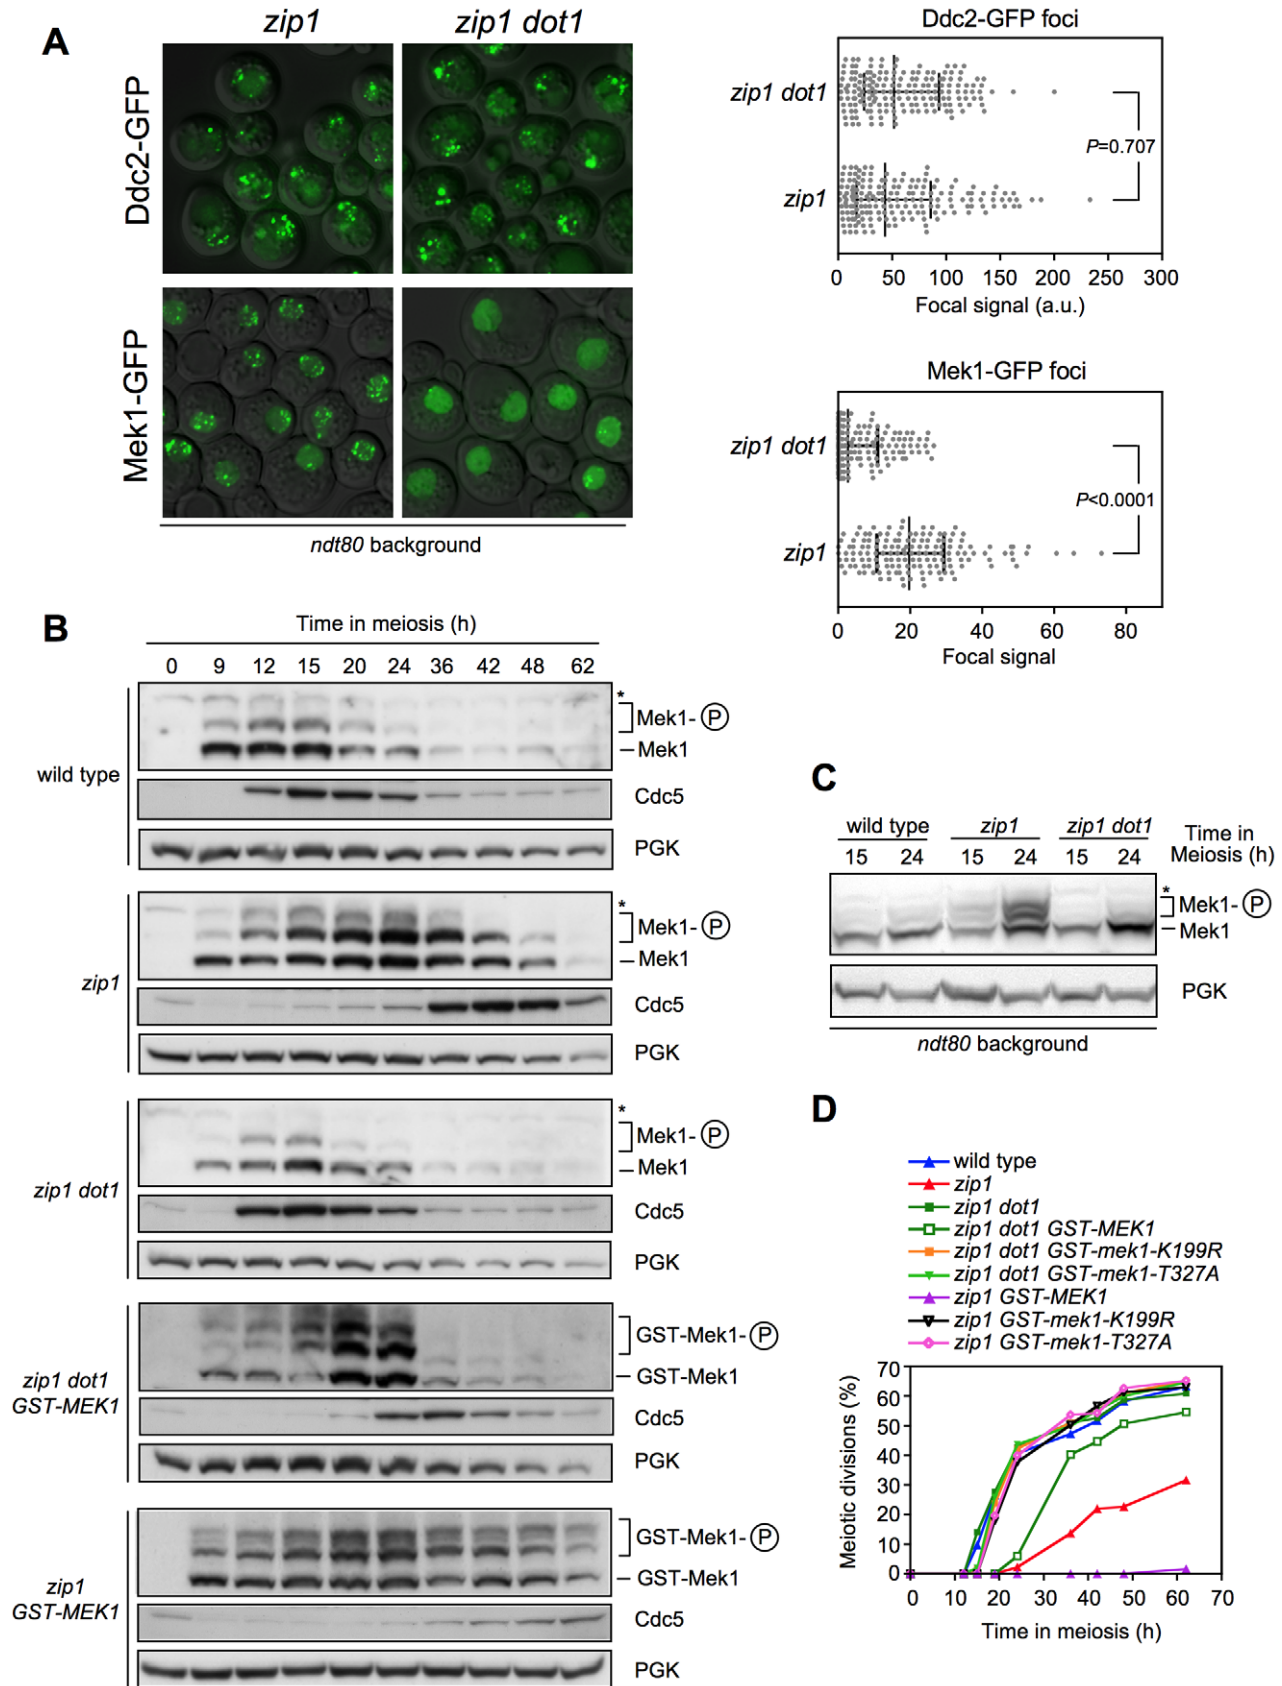 A
zip1
zip1 dot1
Ddc2-GFP
Mek1-GFP
ndt80 background
Ddc2-GFP foci
zip1 dot1
P=0.707
zip1
0 50 100 150 200 250 300
Focal signal (a.u.)
Mek1-GFP foci
zip1 dot1
P<0.0001
zip1
0 20 40 60 80
Focal signal
B
Time in meiosis (h)
0 9 12 15 20 24 36 42 48 62
wild type
*
Mek1-P
Mek1
Cdc5
PGK
zip1
*
Mek1-P
Mek1
Cdc5
PGK
zip1 dot1
*
Mek1-P
Mek1
Cdc5
PGK
zip1 dot1
GST-MEK1
GST-Mek1-P
GST-Mek1
Cdc5
PGK
zip1
GST-MEK1
GST-Mek1-P
GST-Mek1
Cdc5
PGK
C
wild type zip1 zip1 dot1 Time in
15 24 15 24 15 24 Meiosis (h)
*
Mek1-P
Mek1
PGK
ndt80 background
D
wild type
zip1
zip1 dot1
zip1 dot1 GST-MEK1
zip1 dot1 GST-mek1-K199R
zip1 dot1 GST-mek1-T327A
zip1 GST-MEK1
zip1 GST-mek1-K199R
zip1 GST-mek1-T327A
Meiotic divisions (%)
70
60
50
40
30
20
10
0
0 10 20 30 40 50 60 70
Time in meiosis (h)